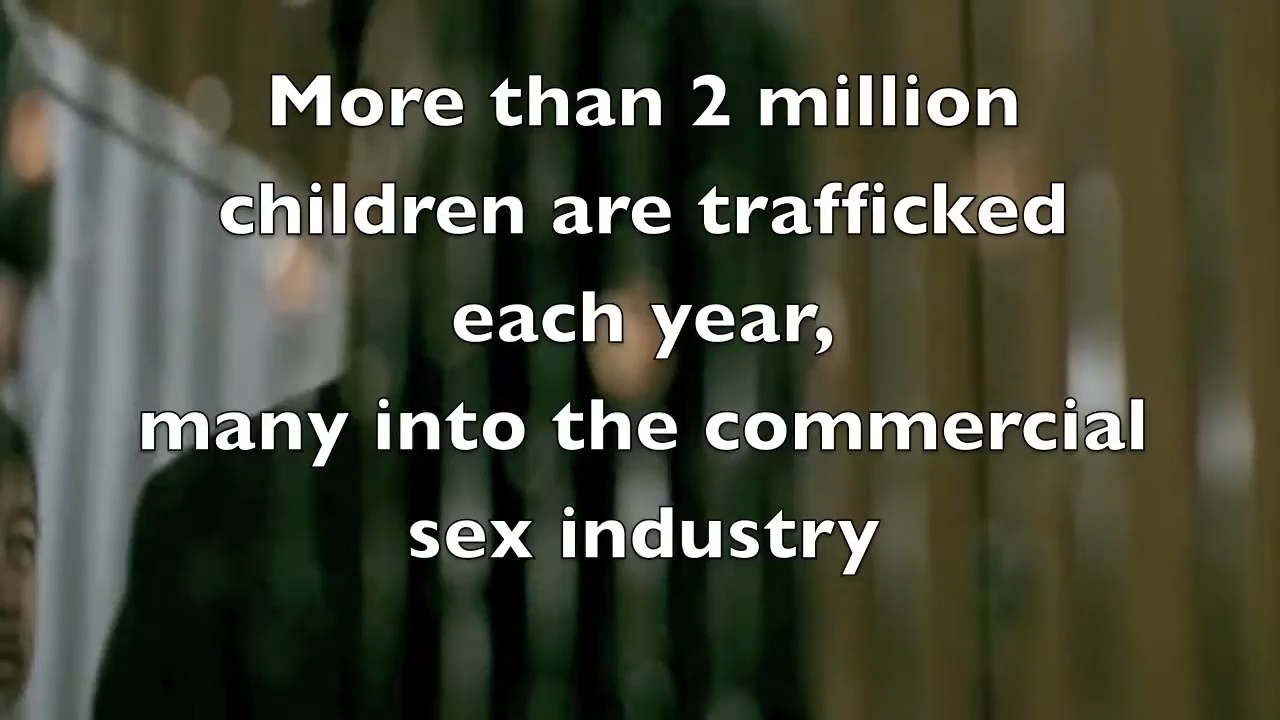 More than 2 million
children are trafficked
each year,
many into the commercial
sex industry